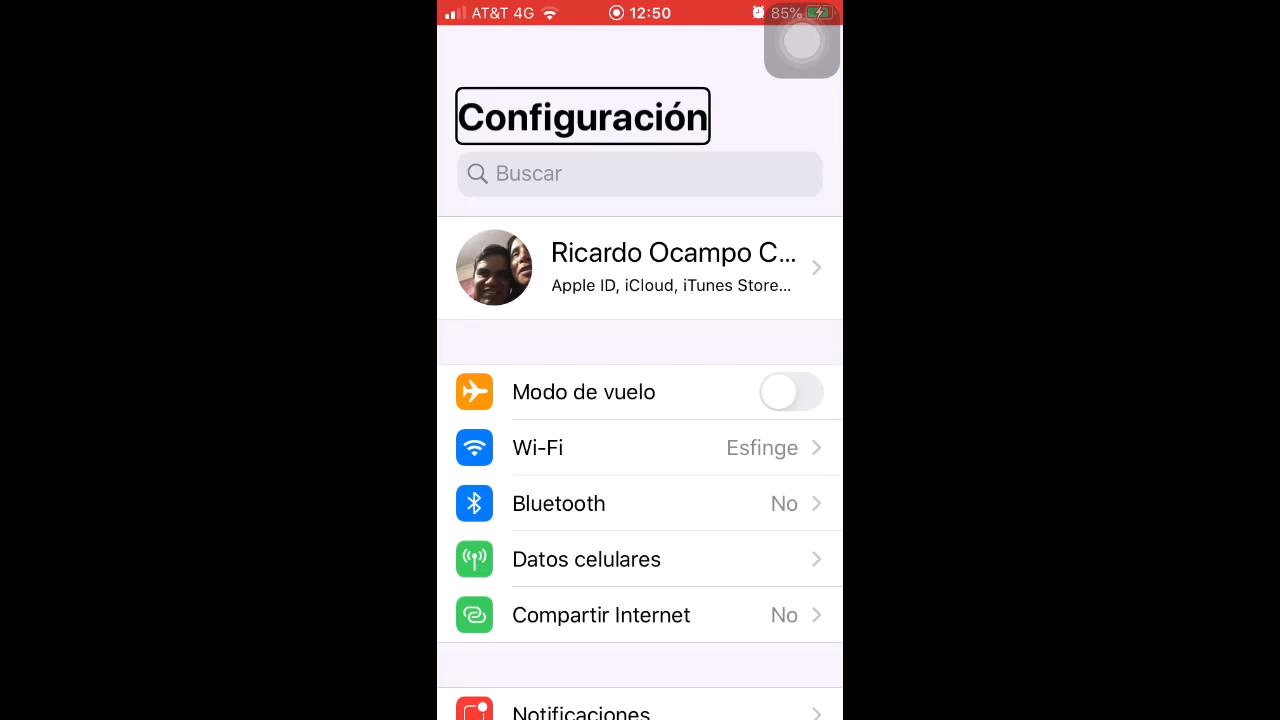 AT&T 4G 12:50 85%
Configuración
Buscar
Ricardo Ocampo C...
Apple ID, iCloud, iTunes Store...
Modo de vuelo
Wi-Fi Esfinge
Bluetooth No
Datos celulares
Compartir Internet No
Notificaciones